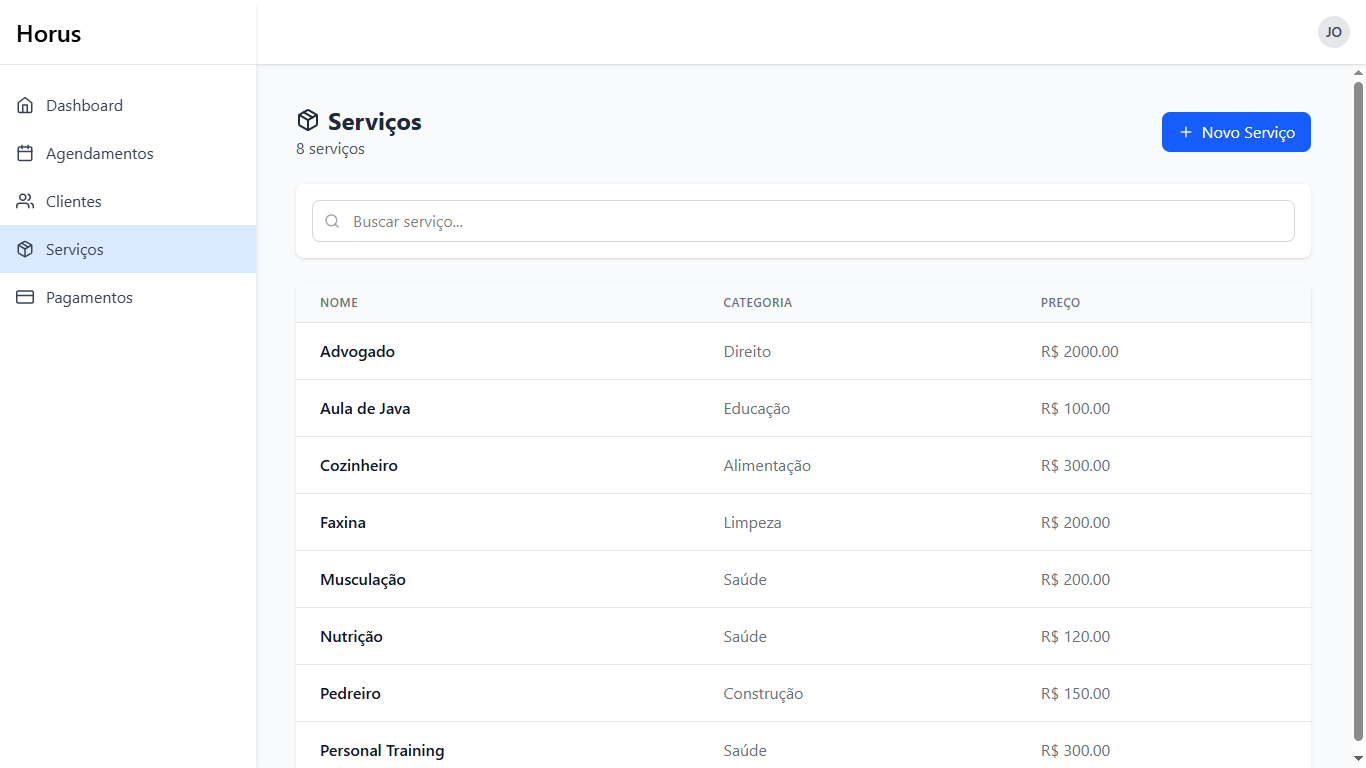 Horus
JO
Dashboard
Agendamentos
Clientes
Serviços
Pagamentos
Serviços
8 serviços
Novo Serviço
Buscar serviço...
NOME CATEGORIA PREÇO
Advogado Direito R$ 2000.00
Aula de Java Educação R$ 100.00
Cozinheiro Alimentação R$ 300.00
Faxina Limpeza R$ 200.00
Musculação Saúde R$ 200.00
Nutrição Saúde R$ 120.00
Pedreiro Construção R$ 150.00
Personal Training Saúde R$ 300.00